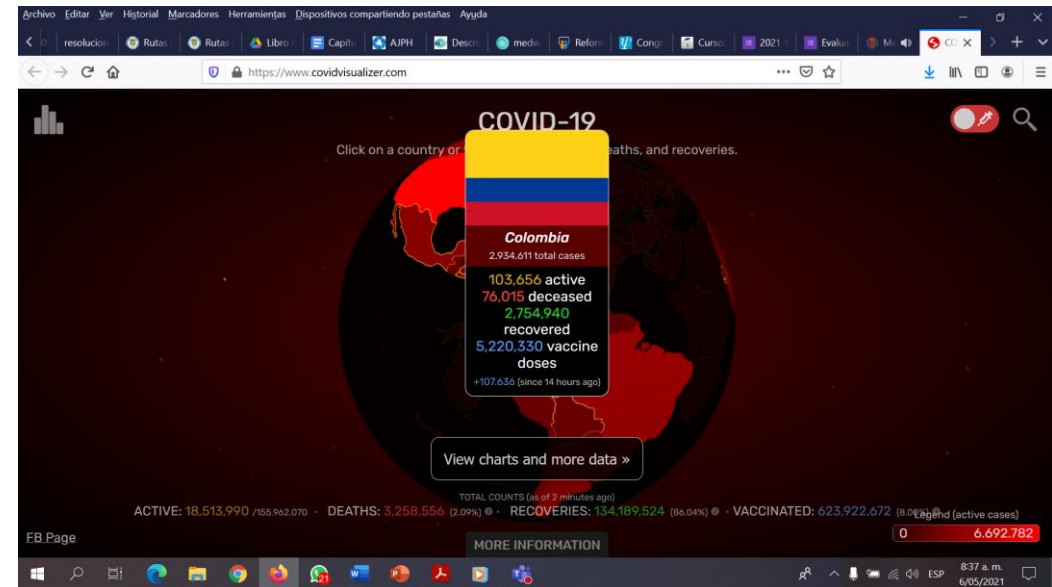 Archivo Editar Ver Historial Marcadores Herramientas Dispositivos compartiendo pestañas Ayuda
resolucion Rutas Rutas Libro AJPH Descri Curso 2021 Evalua
https://www.covidvisualizer.com
COVID-19
Click on a country or eaths, and recoveries.
Colombia
2.934.611 total cases
103,656 active
76,015 deceased
2,754,940
recovered
5,220,330 vaccine
doses
+107.636 (since 14 hours ago)
View charts and more data »
TOTAL COUNTS (as of 2 minutes ago)
ACTIVE: 18,513,990 /155.962.070 · DEATHS: 3,258,556 (2.09%) · RECOVERIES: 134,189,524 (86.04%) · VACCINATED: 623,922,672
Legend (active cases)
0 6.692.782
FB Page
MORE INFORMATION
21
ESP
8:37 a. m.
6/05/2021